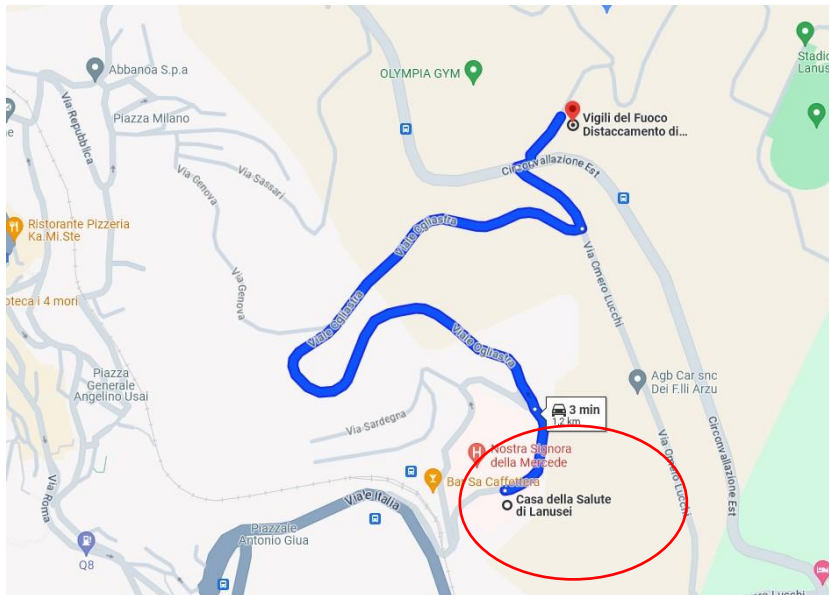 Abbanoa S.p.a
Piazza Milano
Via Repubblica
Via Genova
Via Sassari
OLYMPIA GYM
Stadio
Lanusei
Vigili del Fuoco
Distaccamento di...
Circonvallazione Est
Ristorante Pizzeria
Ka.Mi.Ste
oteca i 4 mori
Via Genova
Viale Ogliastra
Viale Ogliastra
Viale Ogliastra
Via Omero Lucchi
Piazza
Generale
Angelino Usai
Agb Car snc
Dei F.lli Arzu
3 min
1,2 km
Via Sardegna
Nostra Signora
della Mercede
Bar Sa Caffettiera
Casa della Salute
di Lanusei
Via Omero Lucchi
Circonvallazione Est
Via Roma
Viale Italia
Piazzale
Antonio Giua
Q8